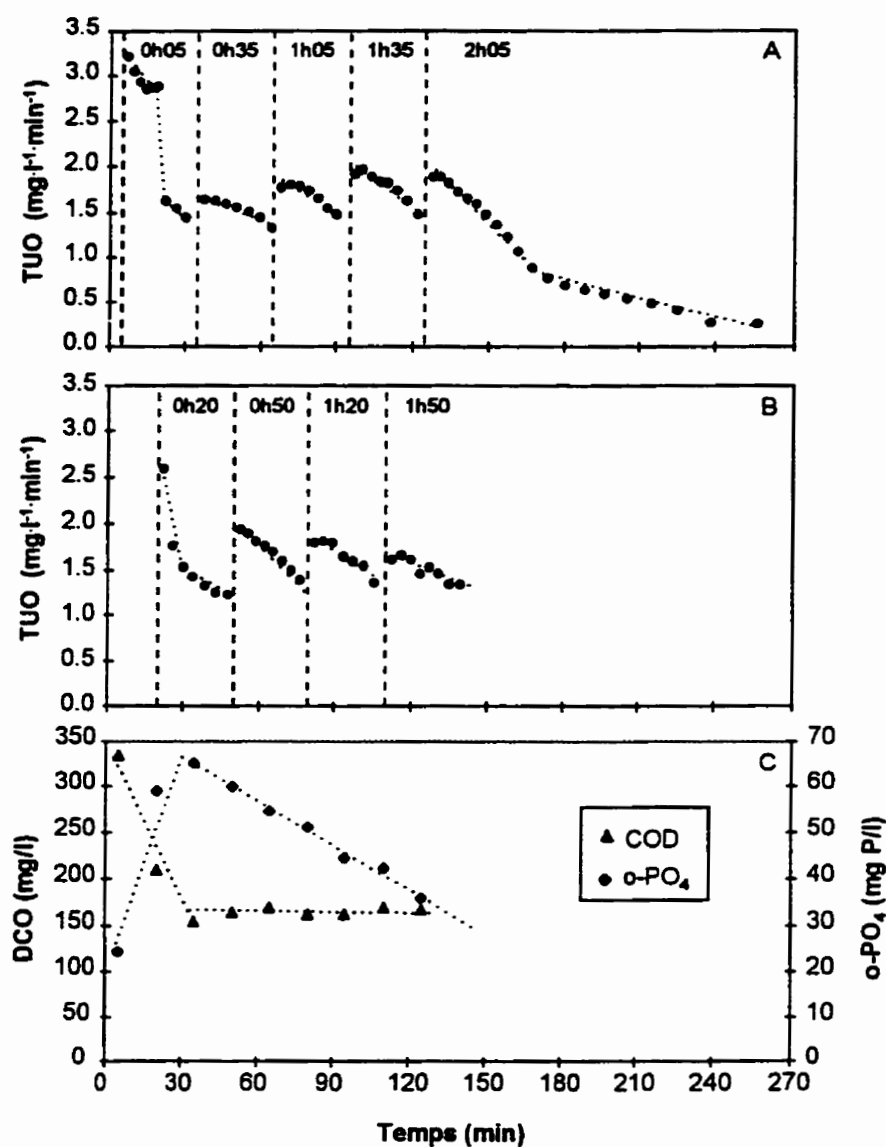 0h05 0h35 1h05 1h35 2h05 A
TUO (mg·l⁻¹·min⁻¹)
3.5
3.0
2.5
2.0
1.5
1.0
0.5
0.0
0h20 0h50 1h20 1h50 B
TUO (mg·l⁻¹·min⁻¹)
3.5
3.0
2.5
2.0
1.5
1.0
0.5
0.0
C
DCO (mg/l)
350
300
250
200
150
100
50
0
COD
o-PO₄
70
60
50
40
30
20
10
0
o-PO₄ (mg P/l)
0 30 60 90 120 150 180 210 240 270
Temps (min)